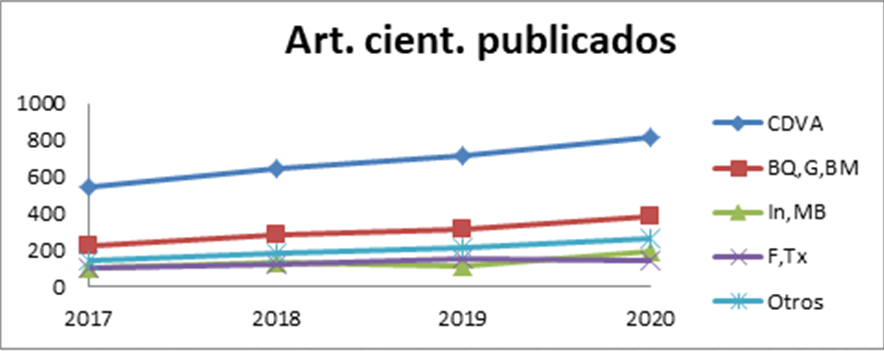 Art. cient. publicados
1000
800
600
400
200
0
2017 2018 2019 2020
CDVA
BQ,G,BM
In,MB
F,Tx
Otros